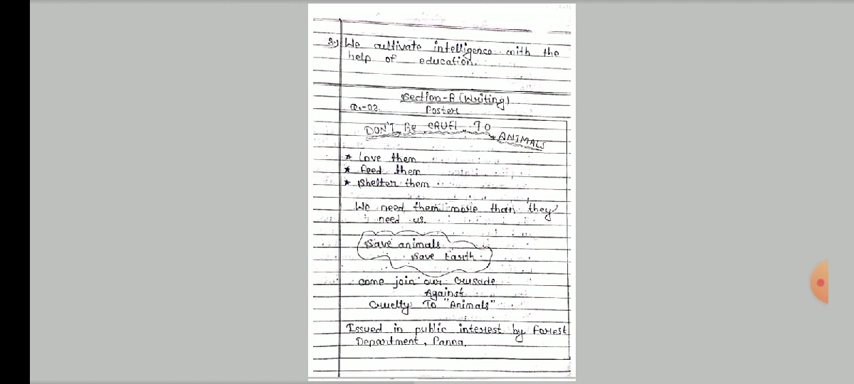 We cultivate intelligence with the
help of education.
Section-E (Writing)
Q.-22. Poster
DON'T BE CRUEL TO
ANIMALS
* Love them
* Feed them
* Shelter them
We need them more than they
need us.
Save animals
Save Earth
come join our crusade
Against
Cruelty To "Animals"
Issued in public interest by Forest
Department, Panna.